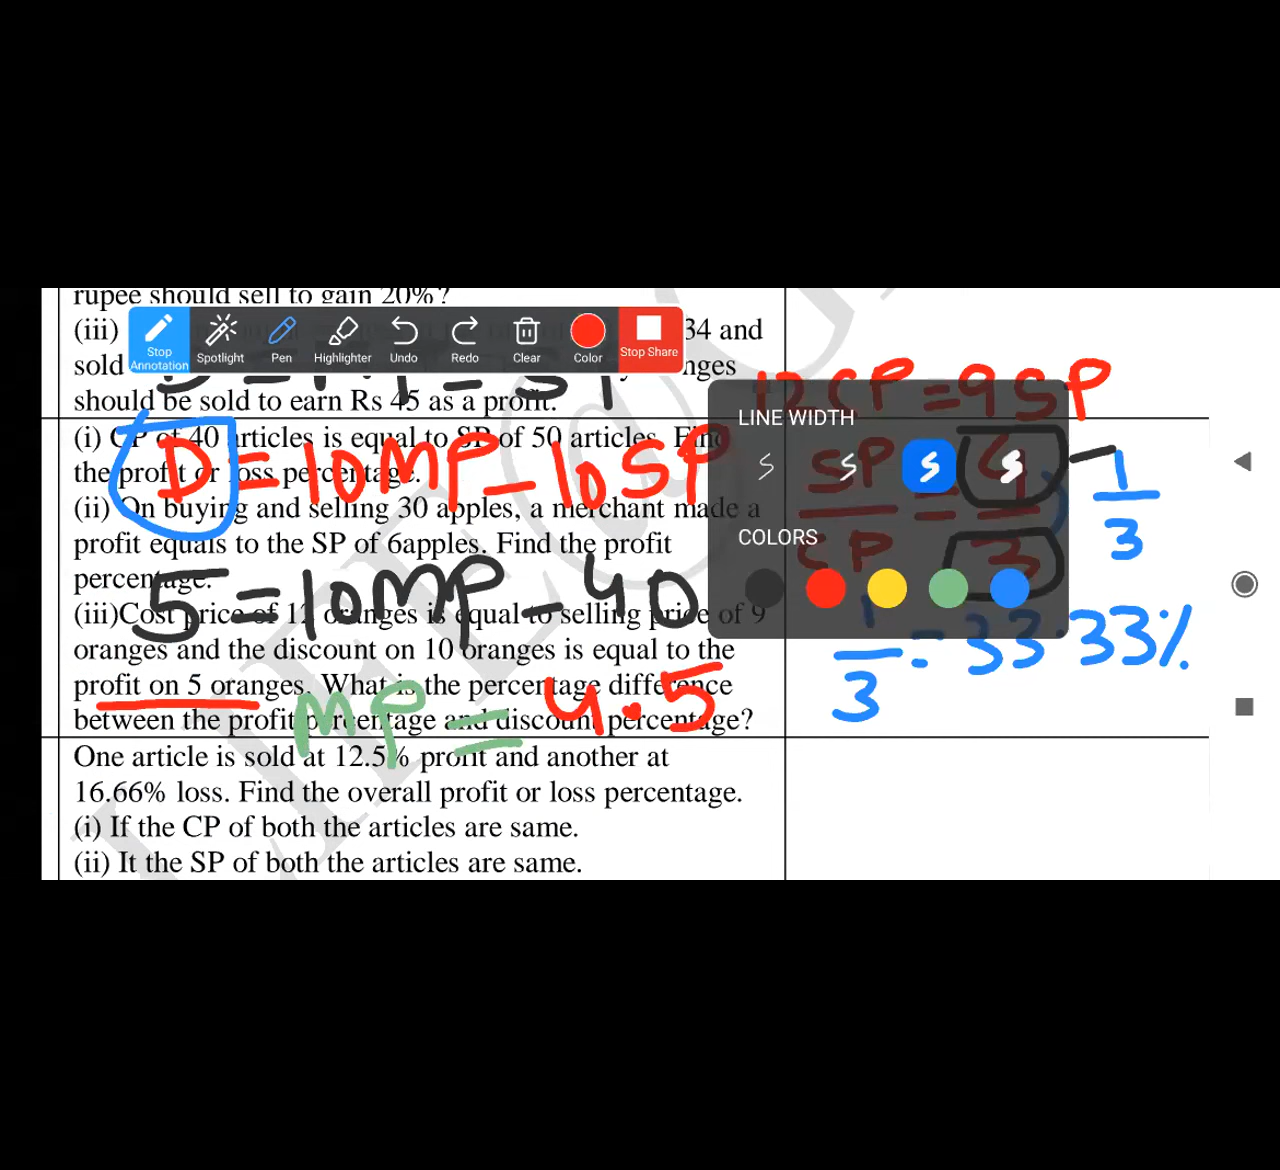 rupee should sell to gain 20%?
(iii)
34 and
sold
nges
should be sold to earn Rs 45 as a profit.
Stop Annotation
Spotlight
Pen
Highlighter
Undo
Redo
Clear
Color
Stop Share
12CP=9SP
LINE WIDTH
COLORS
(i) CP of 40 articles is equal to SP of 50 articles. Find
the profit or loss percentage.
D=10MP-10SP
(ii) On buying and selling 30 apples, a merchant made a
profit equals to the SP of 6apples. Find the profit
percentage.
5=10MP-40
(iii)Cost price of 12 oranges is equal to selling price of 9
oranges and the discount on 10 oranges is equal to the
profit on 5 oranges. What is the percentage difference
between the profit percentage and discount percentage?
MP=4.5
SP/CP=4/3
1/3
1/3=33.33%
One article is sold at 12.5% profit and another at
16.66% loss. Find the overall profit or loss percentage.
(i) If the CP of both the articles are same.
(ii) It the SP of both the articles are same.